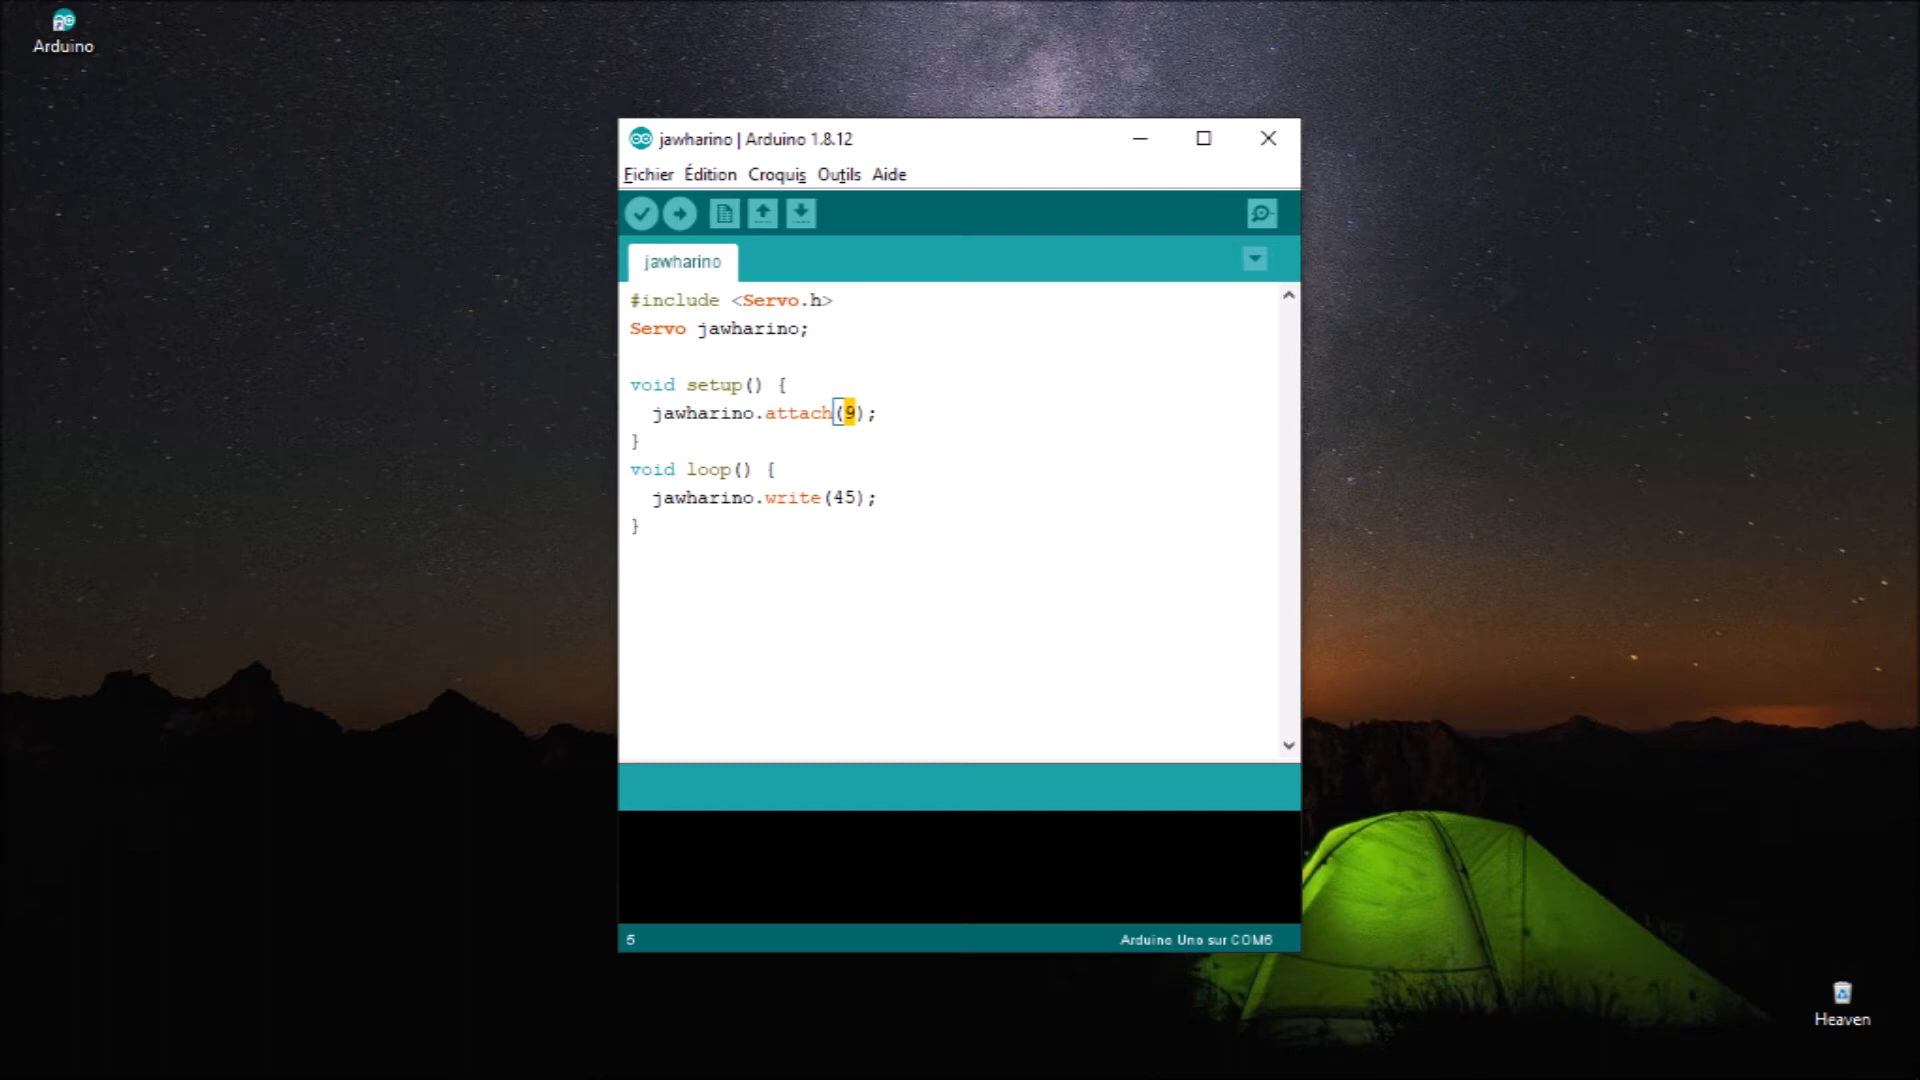 Arduino
jawharino | Arduino 1.8.12
Fichier Édition Croquis Outils Aide
jawharino
#include <Servo.h>
Servo jawharino;
void setup() {
jawharino.attach(9);
}
void loop() {
jawharino.write(45);
}
5
Arduino Uno sur COM6
Heaven